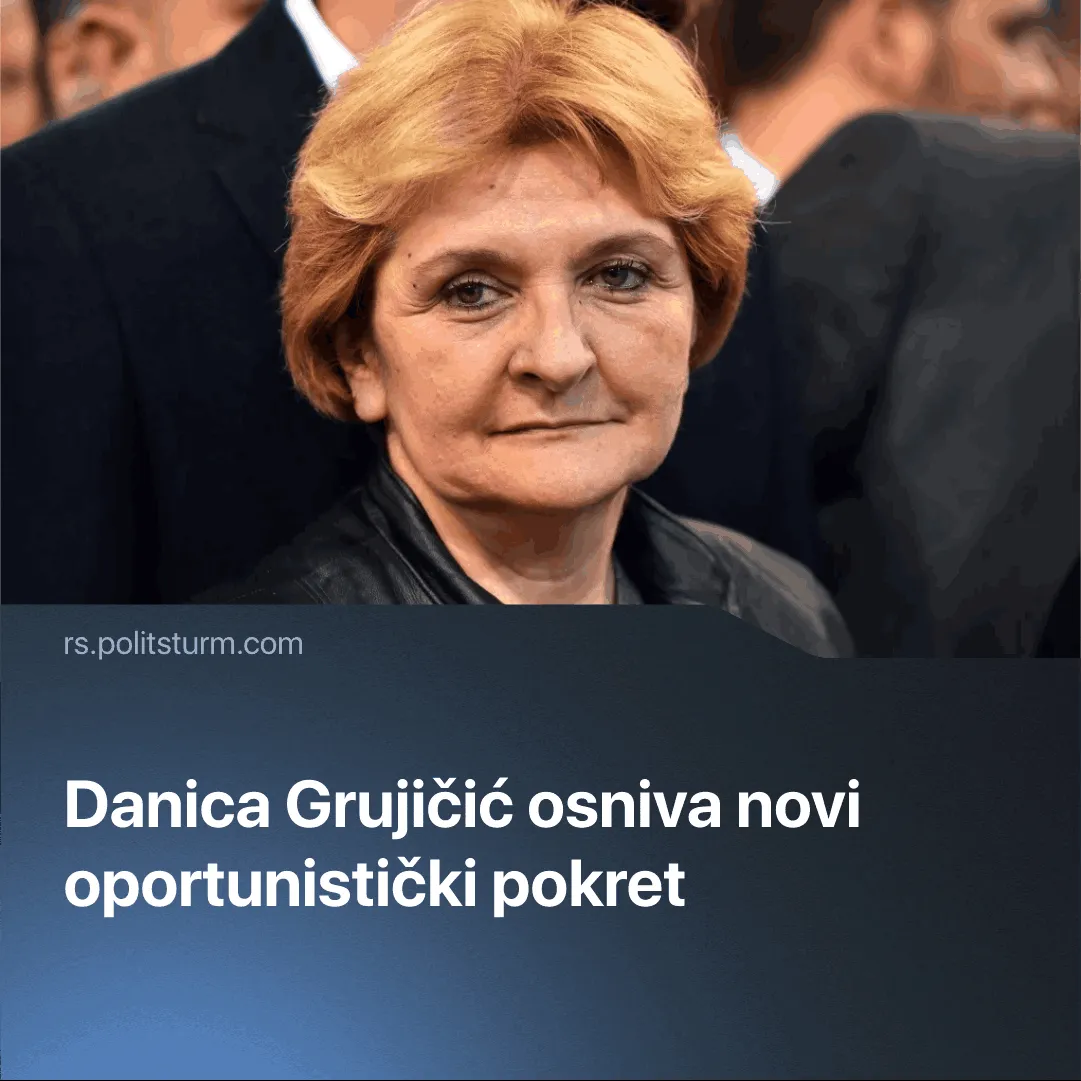 rs.politsturm.com
Danica Grujičić osniva novi
oportunistički pokret